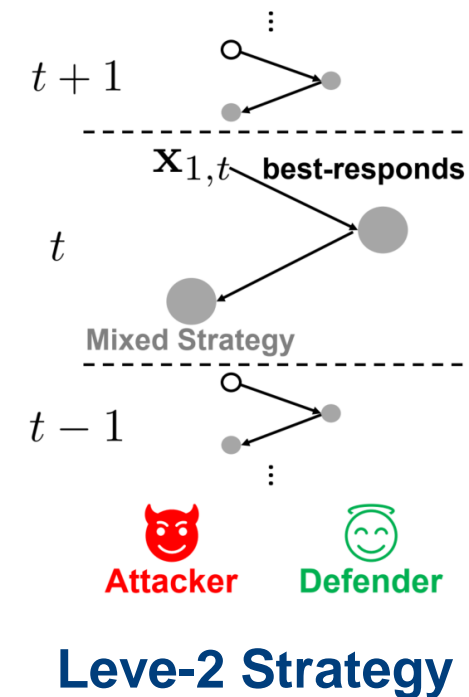 ⋮
t + 1
x₁,ₜ best-responds
t
Mixed Strategy
t − 1
⋮
Attacker Defender
Leve-2 Strategy